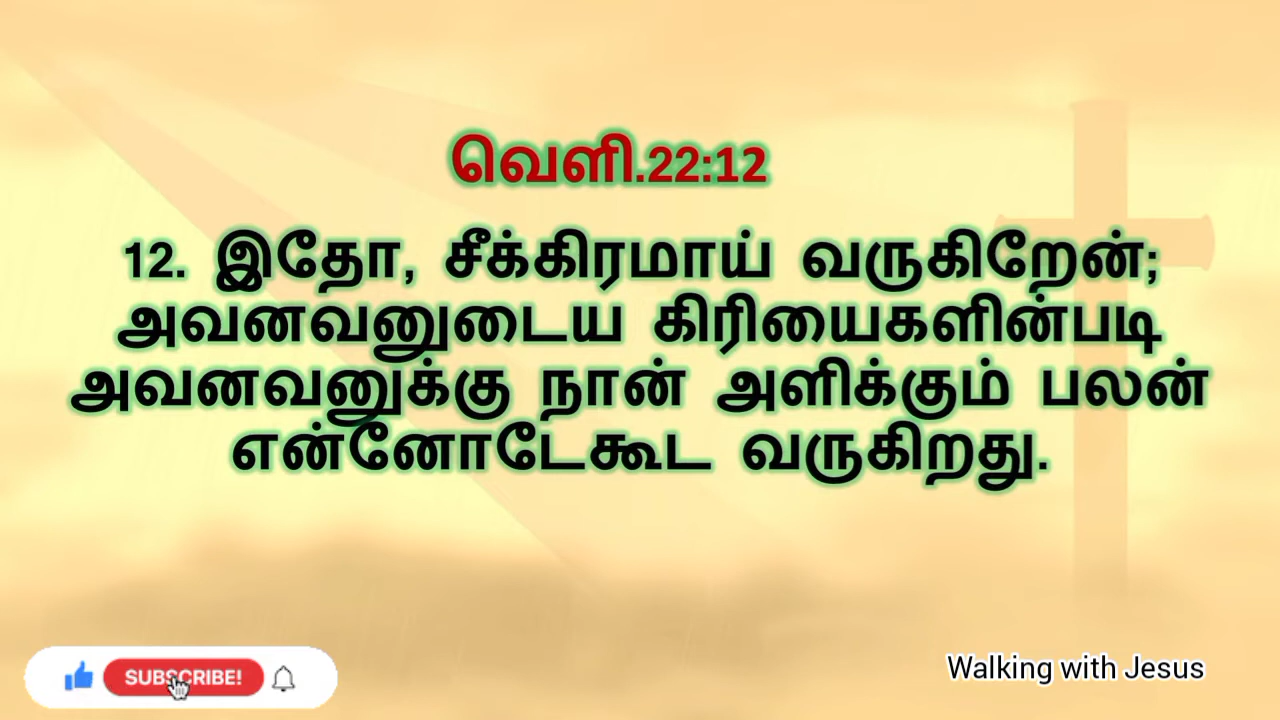 வெளி.22:12
12. இதோ, சீக்கிரமாய் வருகிறேன்;
அவனவனுடைய கிரியைகளின்படி
அவனவனுக்கு நான் அளிக்கும் பலன்
என்னோடேகூட வருகிறது.
SUBSCRIBE!
Walking with Jesus